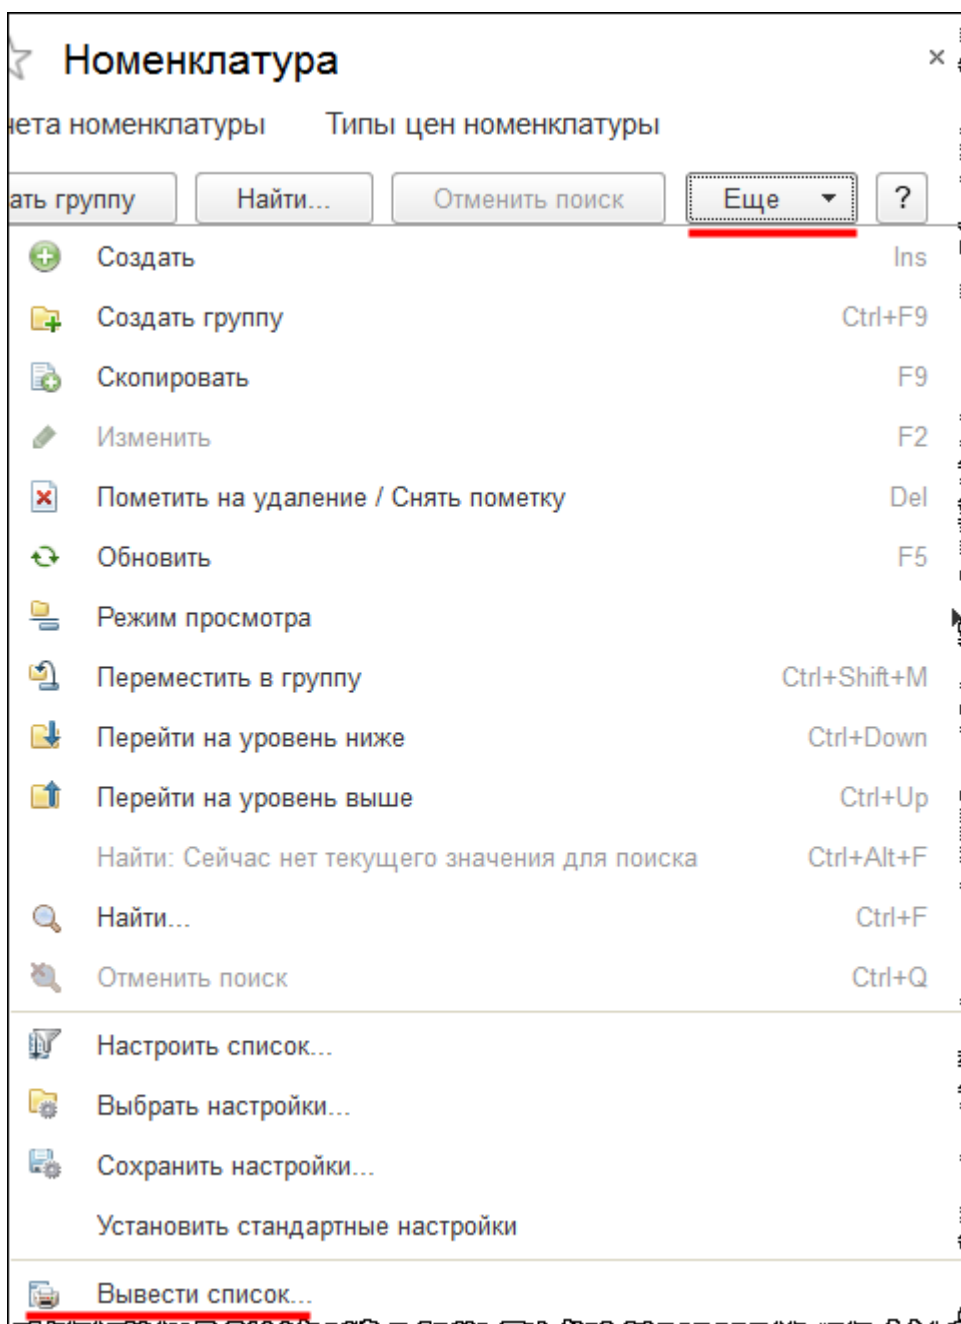 Номенклатура ×
чета номенклатуры Типы цен номенклатуры
ать группу Найти... Отменить поиск Еще ?
Создать Ins
Создать группу Ctrl+F9
Скопировать F9
Изменить F2
Пометить на удаление / Снять пометку Del
Обновить F5
Режим просмотра
Переместить в группу Ctrl+Shift+M
Перейти на уровень ниже Ctrl+Down
Перейти на уровень выше Ctrl+Up
Найти: Сейчас нет текущего значения для поиска Ctrl+Alt+F
Найти... Ctrl+F
Отменить поиск Ctrl+Q
Настроить список...
Выбрать настройки...
Сохранить настройки...
Установить стандартные настройки
Вывести список...